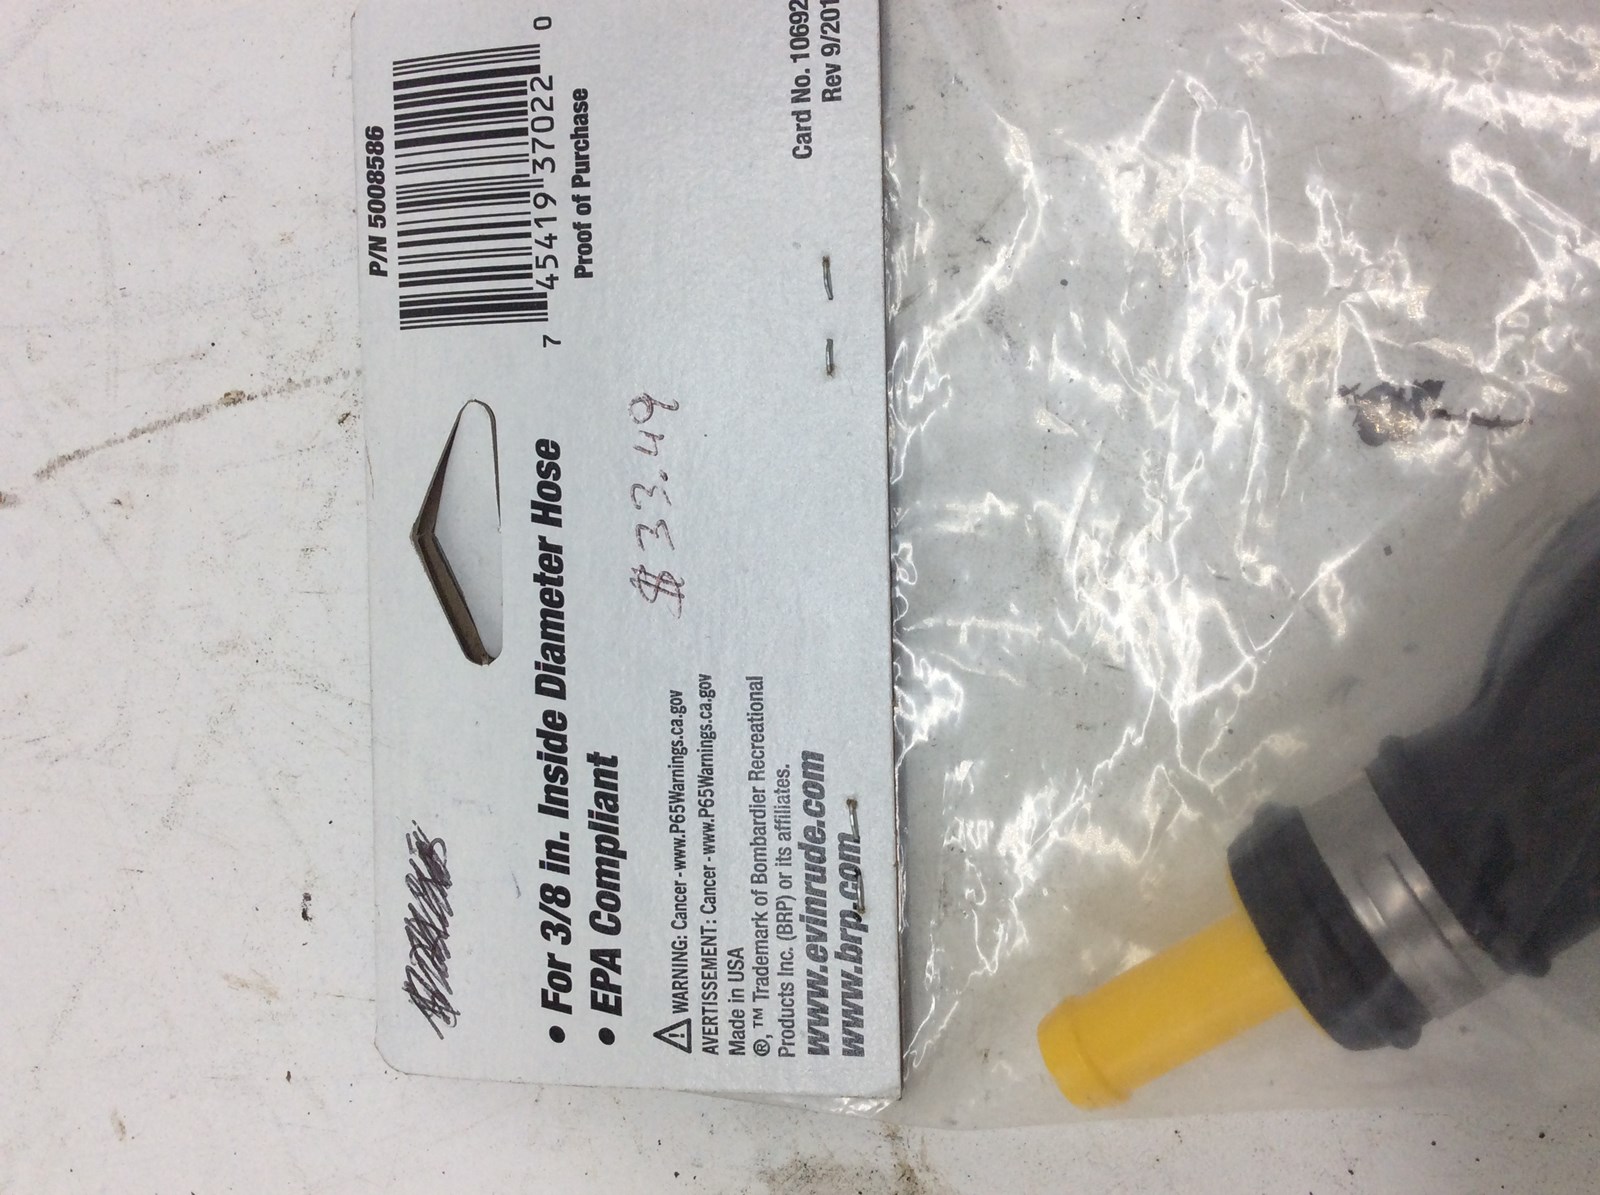 P/N 5008586
7 45419 37022 0
Proof of Purchase
• For 3/8 in. Inside Diameter Hose
• EPA Compliant
$33.49
⚠ WARNING: Cancer - www.P65Warnings.ca.gov
AVERTISSEMENT: Cancer - www.P65Warnings.ca.gov
Made in USA
®, ™ Trademark of Bombardier Recreational
Products Inc. (BRP) or its affiliates.
www.evinrude.com
www.brp.com
Card No. 10692
Rev 9/201